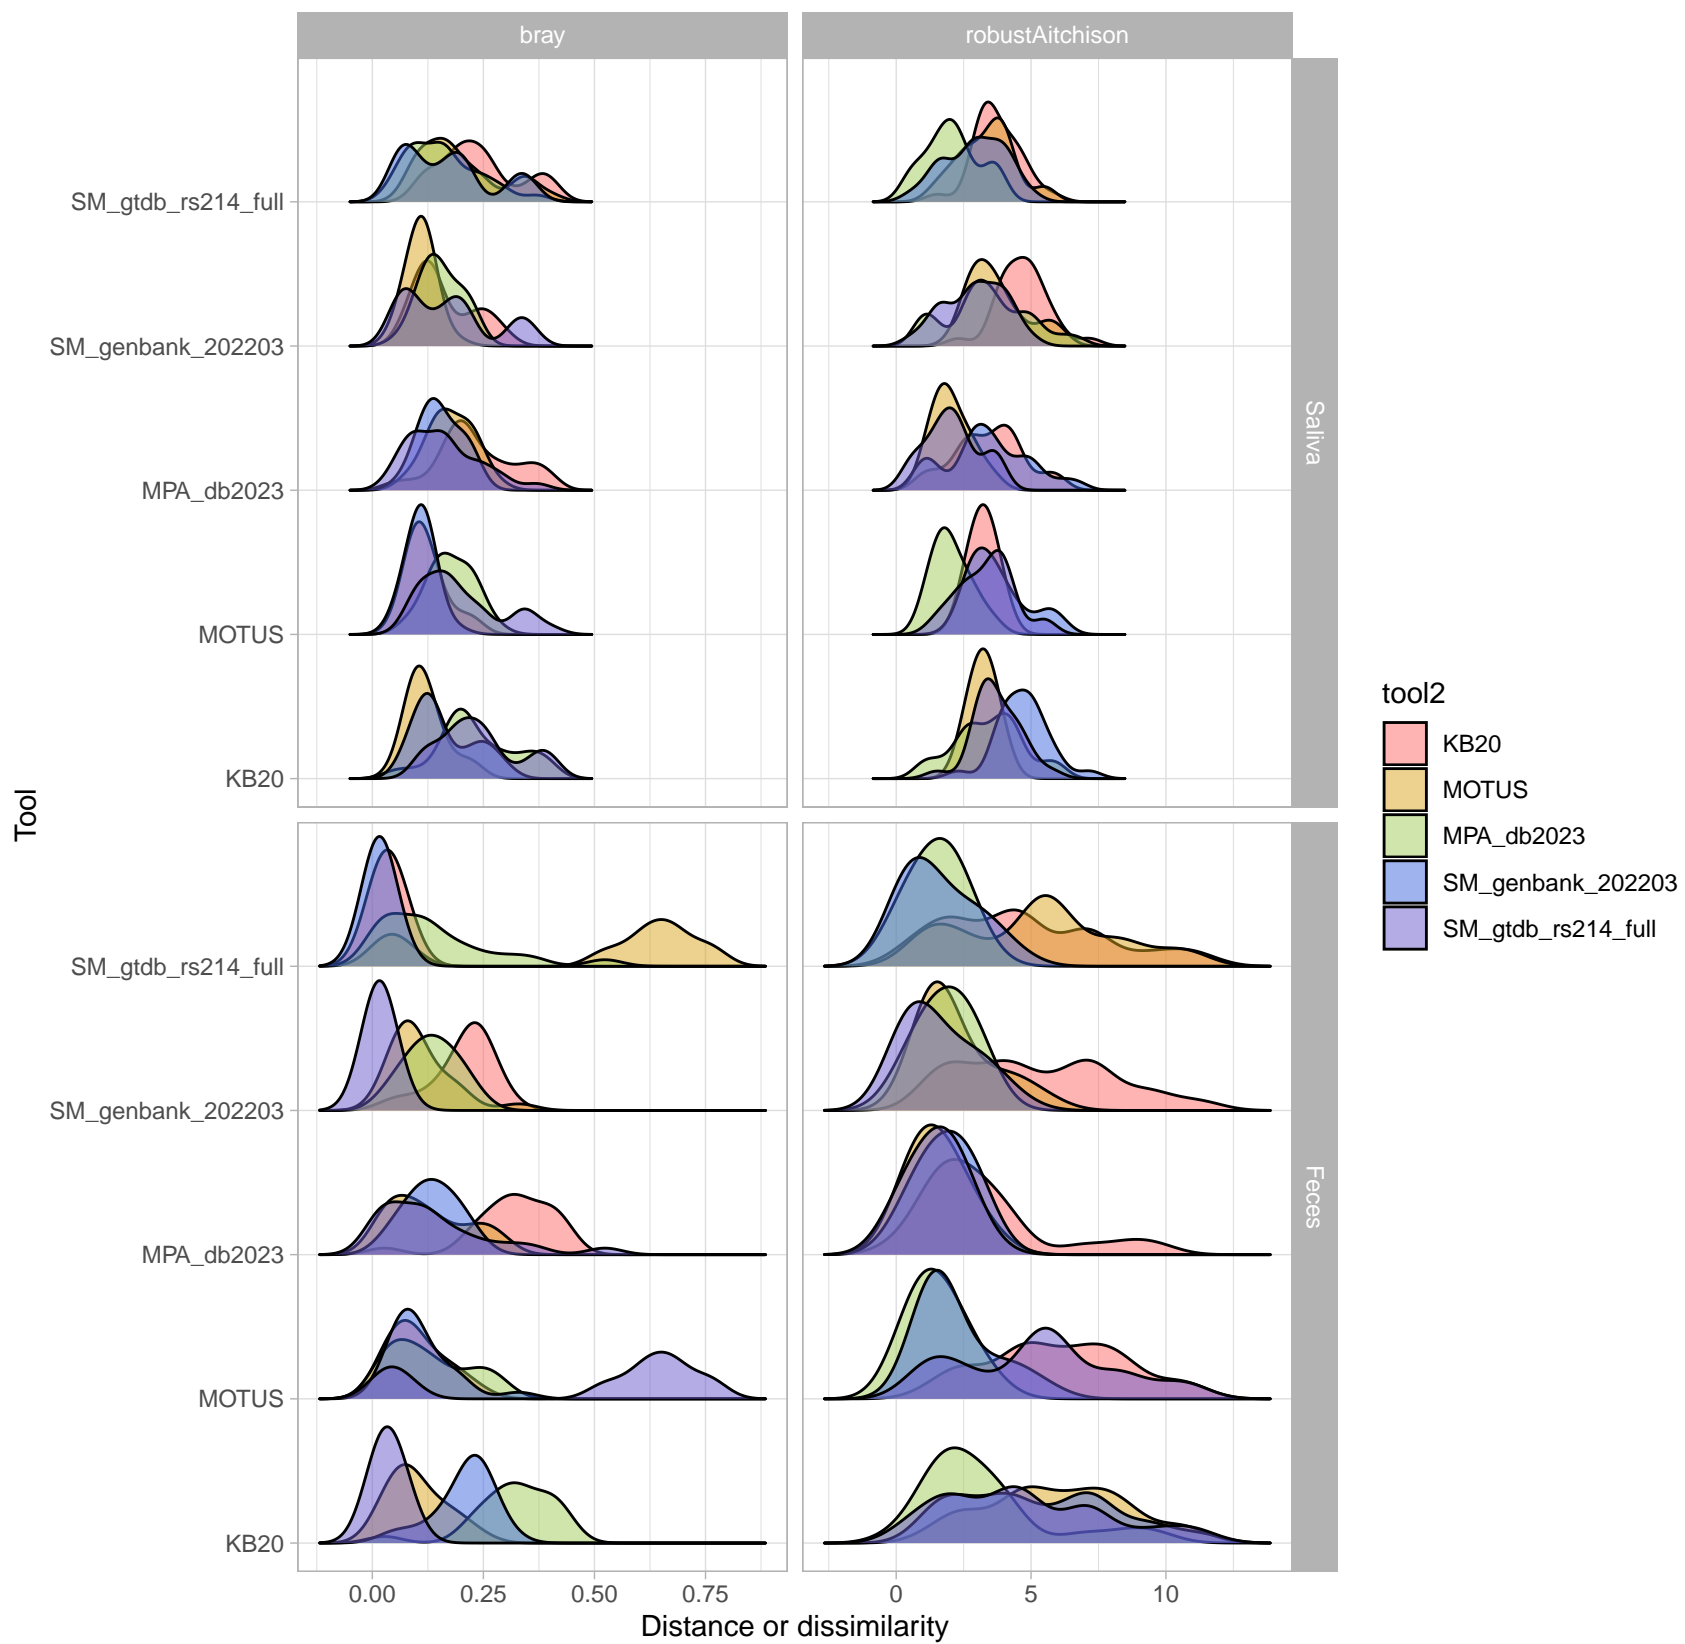 bray
robustAitchison
Saliva
SM_gtdb_rs214_full
SM_genbank_202203
MPA_db2023
MOTUS
KB20
Feces
SM_gtdb_rs214_full
SM_genbank_202203
MPA_db2023
MOTUS
KB20
Tool
0.00 0.25 0.50 0.75
0 5 10
Distance or dissimilarity
tool2
KB20
MOTUS
MPA_db2023
SM_genbank_202203
SM_gtdb_rs214_full